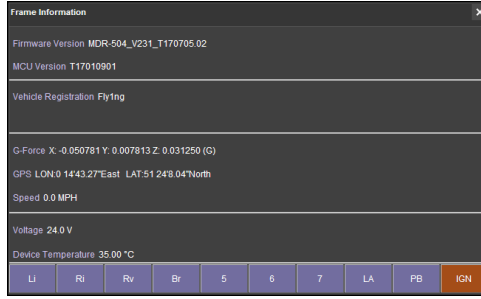 Frame Information
Firmware Version MDR-504_V231_T170705.02
MCU Version T17010901
Vehicle Registration Fly1ng
G-Force X: -0.050781 Y: 0.007813 Z: 0.031250 (G)
GPS LON:0 14'43.27"East LAT:51 24'8.04"North
Speed 0.0 MPH
Voltage 24.0 V
Device Temperature 35.00 °C
Li Ri Rv Br 5 6 7 LA PB IGN